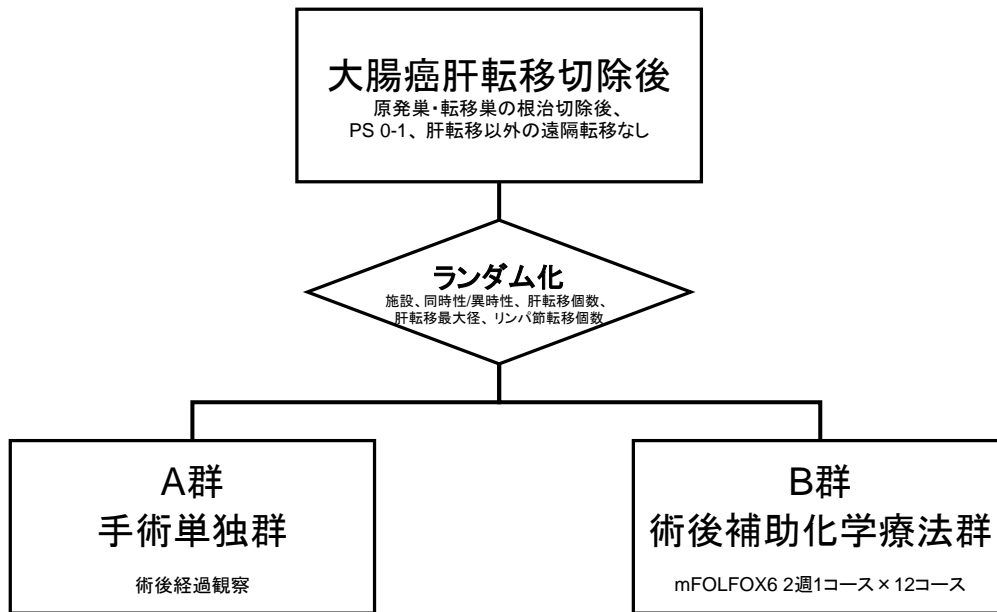 大腸癌肝転移切除後
原発巣・転移巣の根治切除後、
PS 0-1、肝転移以外の遠隔転移なし
ランダム化
施設、同時性/異時性、肝転移個数、
肝転移最大径、リンパ節転移個数
A群
手術単独群
術後経過観察
B群
術後補助化学療法群
mFOLFOX6 2週1コース×12コース